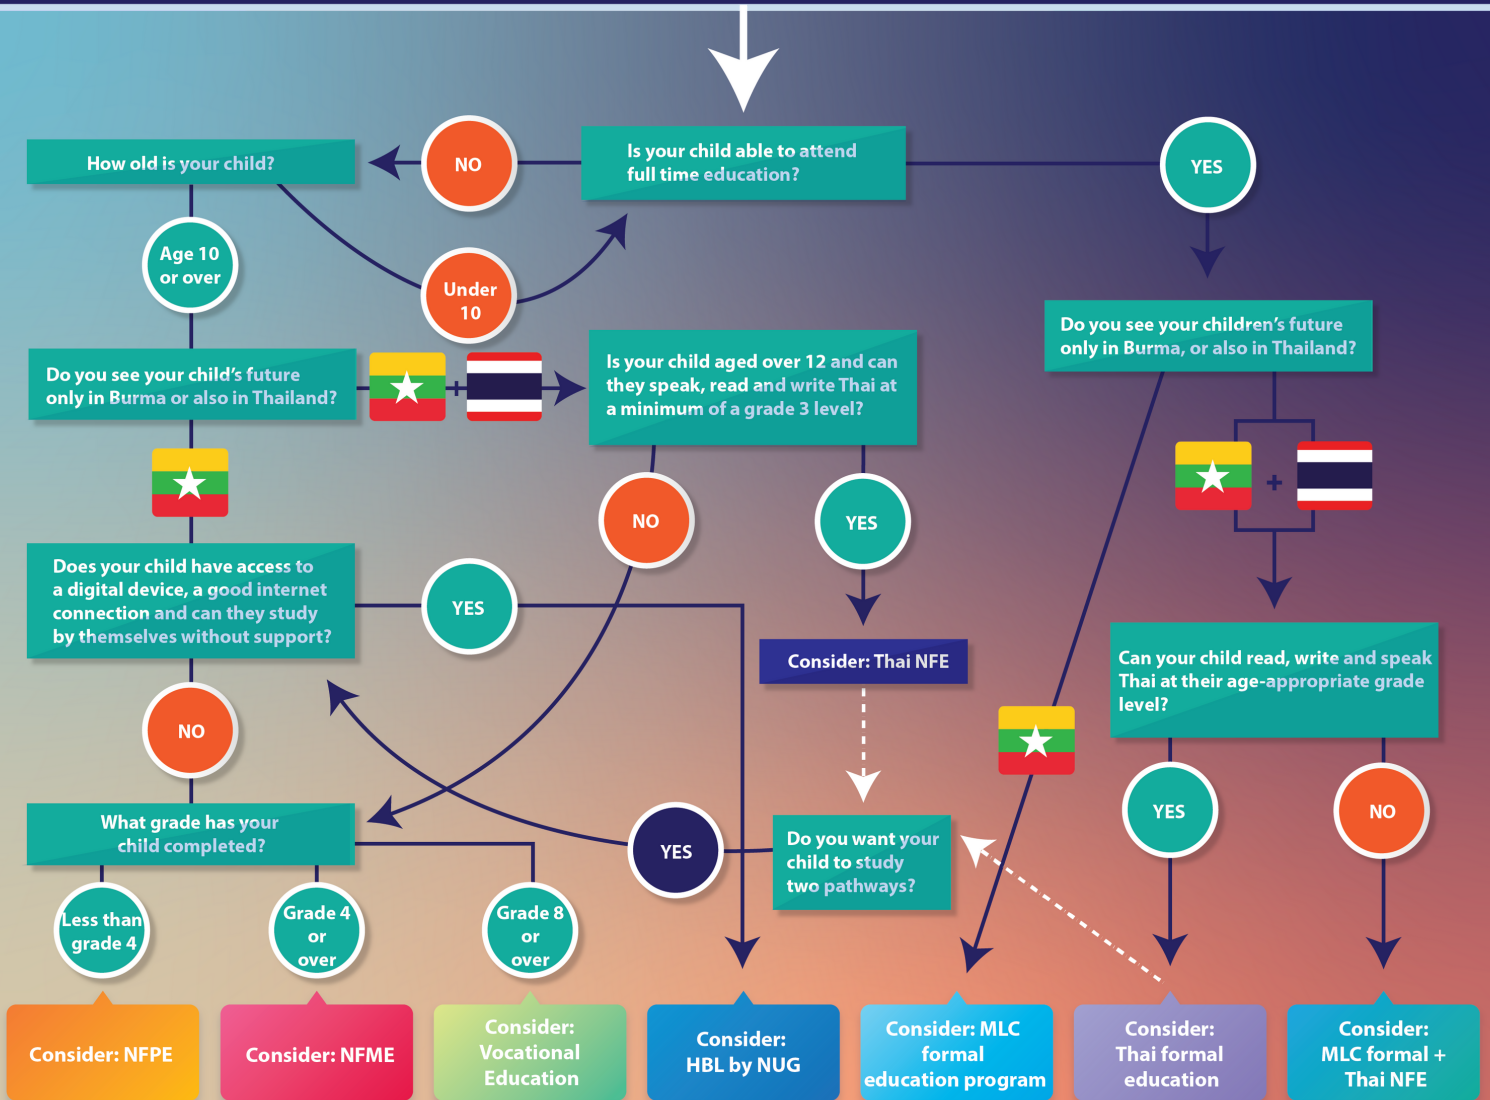 Is your child able to attend
full time education?
NO
YES
How old is your child?
Age 10
or over
Under
10
Do you see your child's future
only in Burma or also in Thailand?
+
Is your child aged over 12 and can
they speak, read and write Thai at
a minimum of a grade 3 level?
Do you see your children's future
only in Burma, or also in Thailand?
+
NO
YES
Does your child have access to
a digital device, a good internet
connection and can they study
by themselves without support?
YES
NO
Consider: Thai NFE
Can your child read, write and speak
Thai at their age-appropriate grade
level?
YES
NO
What grade has your
child completed?
YES
Do you want your
child to study
two pathways?
Less than
grade 4
Grade 4
or
over
Grade 8
or
over
Consider: NFPE
Consider: NFME
Consider:
Vocational
Education
Consider:
HBL by NUG
Consider: MLC
formal
education program
Consider:
Thai formal
education
Consider:
MLC formal +
Thai NFE